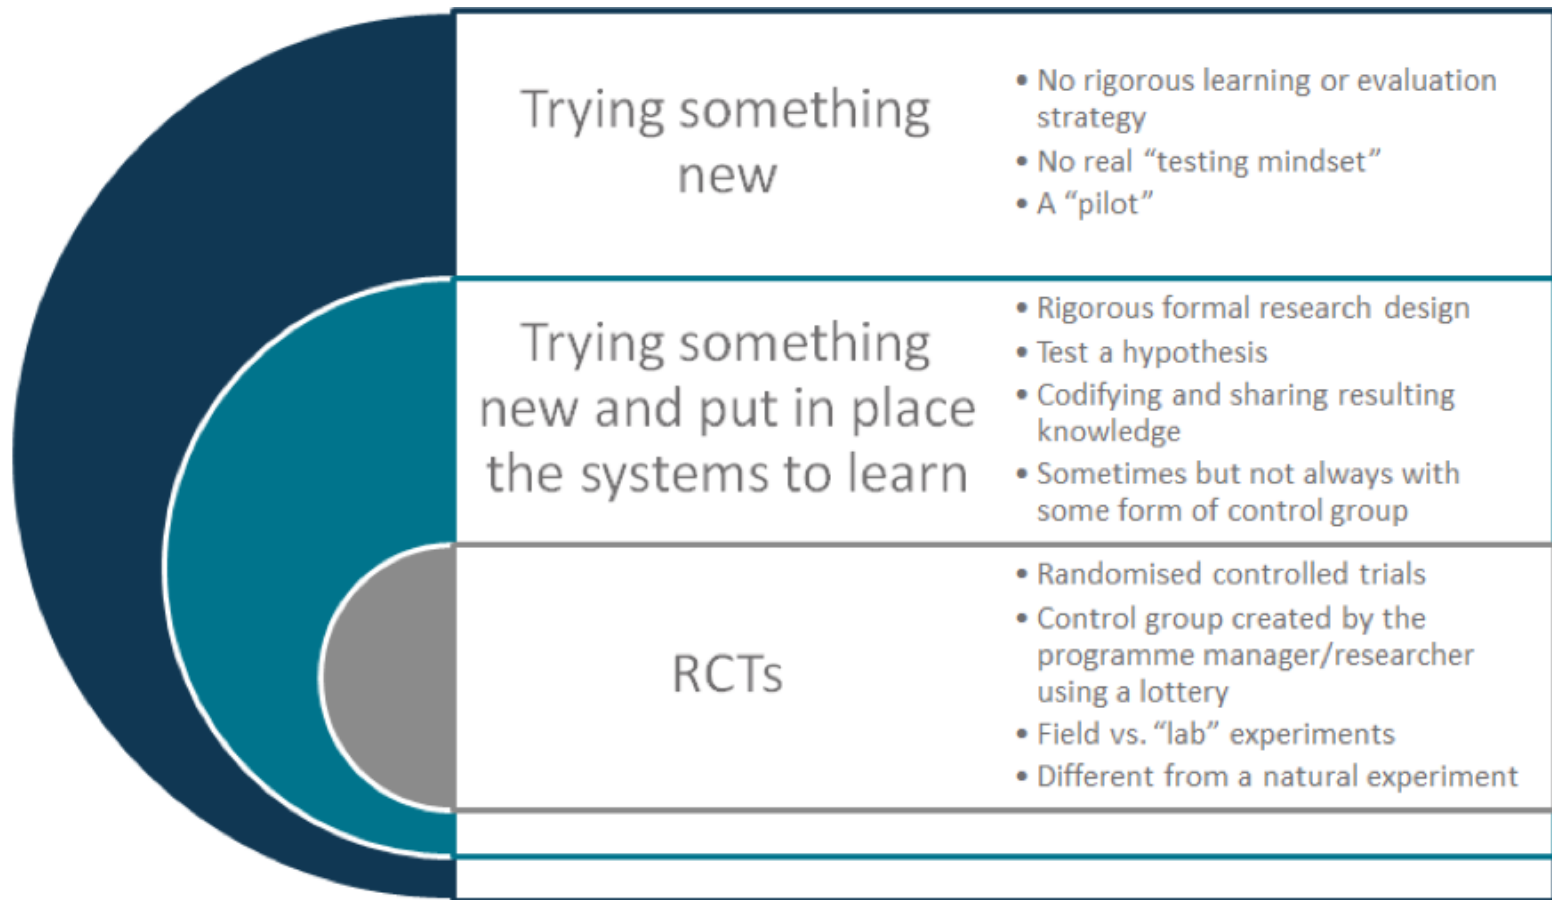 Trying something
new
• No rigorous learning or evaluation
strategy
• No real “testing mindset”
• A “pilot”
Trying something
new and put in place
the systems to learn
• Rigorous formal research design
• Test a hypothesis
• Codifying and sharing resulting
knowledge
• Sometimes but not always with
some form of control group
RCTs
• Randomised controlled trials
• Control group created by the
programme manager/researcher
using a lottery
• Field vs. “lab” experiments
• Different from a natural experiment